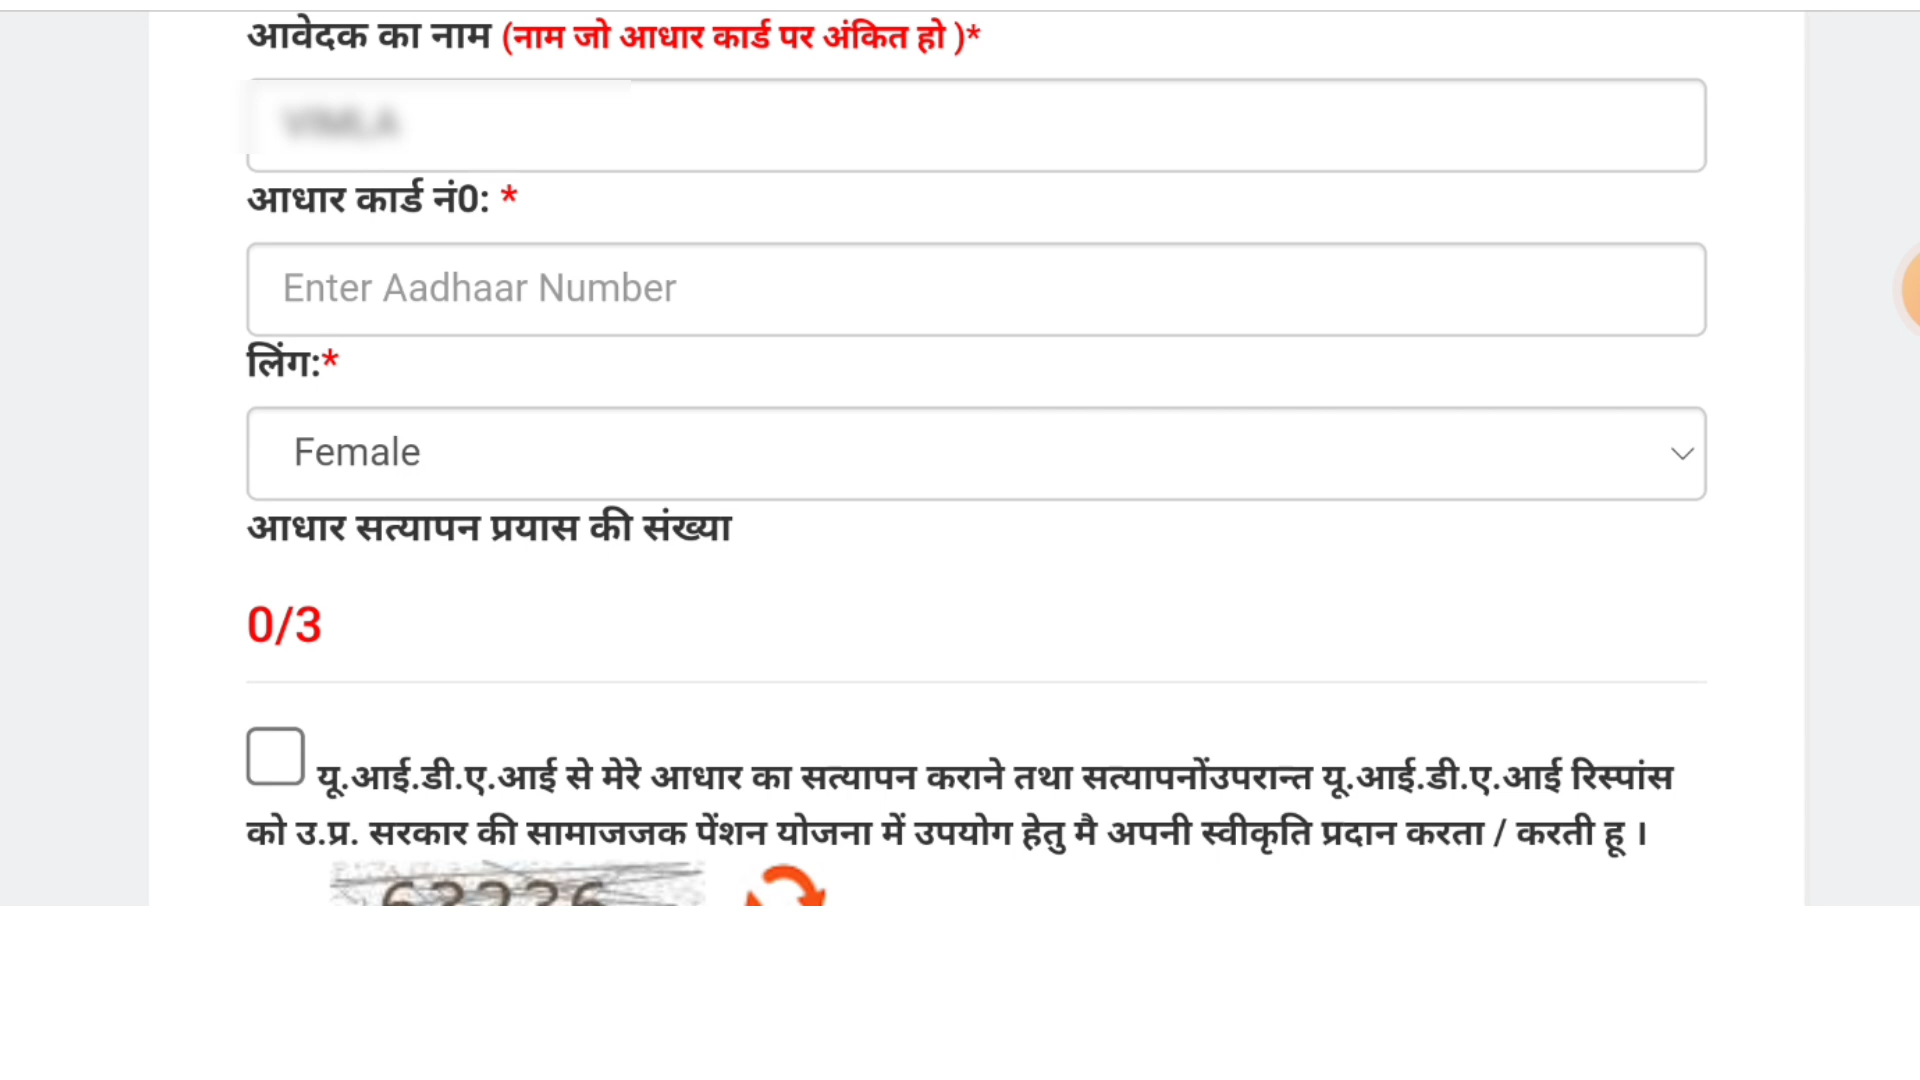 आवेदक का नाम (नाम जो आधार कार्ड पर अंकित हो )*
आधार कार्ड नं0: *
Enter Aadhaar Number
लिंग:*
Female
आधार सत्यापन प्रयास की संख्या
0/3
यू.आई.डी.ए.आई से मेरे आधार का सत्यापन कराने तथा सत्यापनोंउपरान्त यू.आई.डी.ए.आई रिस्पांस
को उ.प्र. सरकार की सामाजजक पेंशन योजना में उपयोग हेतु मै अपनी स्वीकृति प्रदान करता / करती हू ।